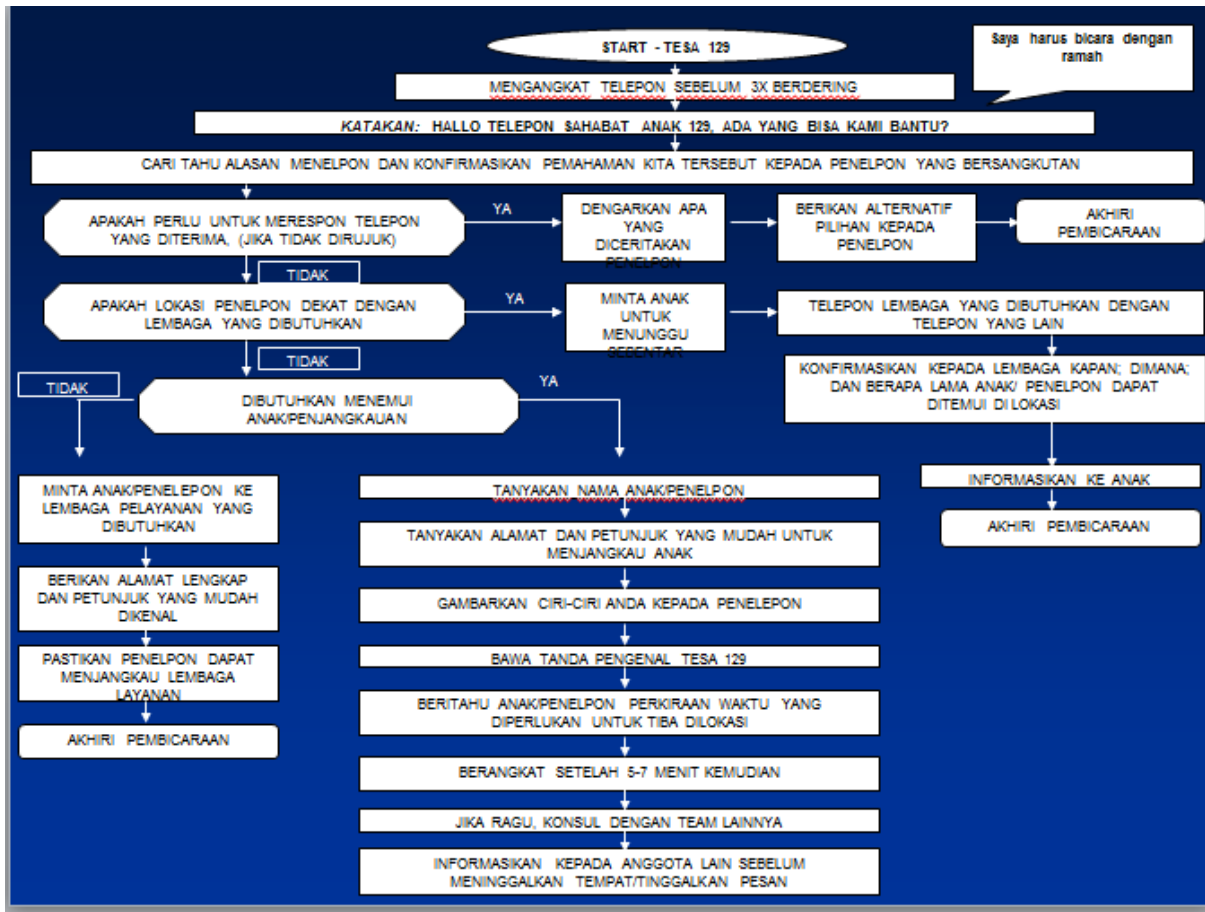 START - TESA 129
Saya harus bicara dengan
ramah
MENGANGKAT TELEPON SEBELUM 3X BERDERING
KATAKAN: HALLO TELEPON SAHABAT ANAK 129, ADA YANG BISA KAMI BANTU?
CARI TAHU ALASAN MENELPON DAN KONFIRMASIKAN PEMAHAMAN KITA TERSEBUT KEPADA PENELPON YANG BERSANGKUTAN
APAKAH PERLU UNTUK MERESPON TELEPON
YANG DITERIMA, (JIKA TIDAK DIRUJUK)
YA
DENGARKAN APA
YANG
DICERITAKAN
PENELPON
BERIKAN ALTERNATIF
PILIHAN KEPADA
PENELPON
AKHIRI
PEMBICARAAN
TIDAK
APAKAH LOKASI PENELPON DEKAT DENGAN
LEMBAGA YANG DIBUTUHKAN
YA
MINTA ANAK
UNTUK
MENUNGGU
SEBENTAR
TELEPON LEMBAGA YANG DIBUTUHKAN DENGAN
TELEPON YANG LAIN
KONFIRMASIKAN KEPADA LEMBAGA KAPAN; DIMANA;
DAN BERAPA LAMA ANAK/ PENELPON DAPAT
DITEMUI DI LOKASI
INFORMASIKAN KE ANAK
AKHIRI PEMBICARAAN
TIDAK
TIDAK
DIBUTUHKAN MENEMUI
ANAK/PENJANGKAUAN
YA
MINTA ANAK/PENELEPON KE
LEMBAGA PELAYANAN YANG
DIBUTUHKAN
BERIKAN ALAMAT LENGKAP
DAN PETUNJUK YANG MUDAH
DIKENAL
PASTIKAN PENELPON DAPAT
MENJANGKAU LEMBAGA
LAYANAN
AKHIRI PEMBICARAAN
TANYAKAN NAMA ANAK/PENELPON
TANYAKAN ALAMAT DAN PETUNJUK YANG MUDAH UNTUK
MENJANGKAU ANAK
GAMBARKAN CIRI-CIRI ANDA KEPADA PENELEPON
BAWA TANDA PENGENAL TESA 129
BERITAHU ANAK/PENELPON PERKIRAAN WAKTU YANG
DIPERLUKAN UNTUK TIBA DILOKASI
BERANGKAT SETELAH 5-7 MENIT KEMUDIAN
JIKA RAGU, KONSUL DENGAN TEAM LAINNYA
INFORMASIKAN KEPADA ANGGOTA LAIN SEBELUM
MENINGGALKAN TEMPAT/TINGGALKAN PESAN